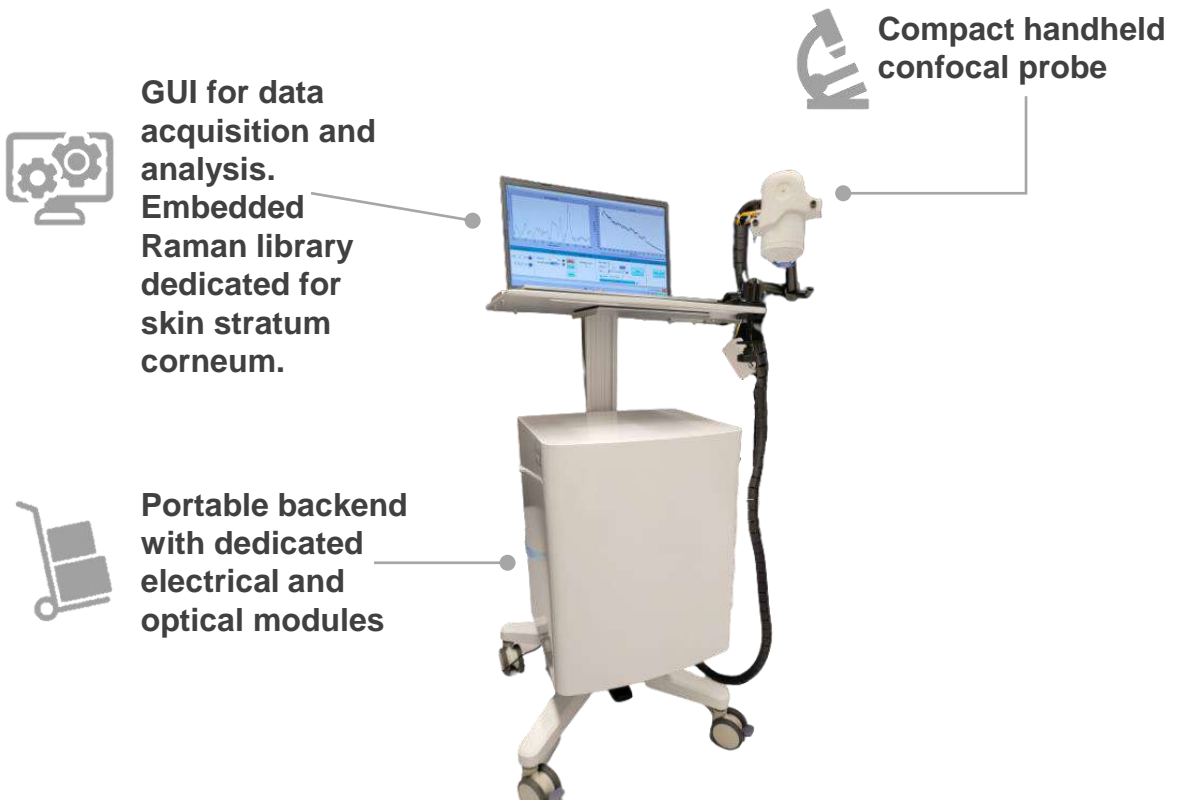 Compact handheld
confocal probe
GUI for data
acquisition and
analysis.
Embedded
Raman library
dedicated for
skin stratum
corneum.
Portable backend
with dedicated
electrical and
optical modules